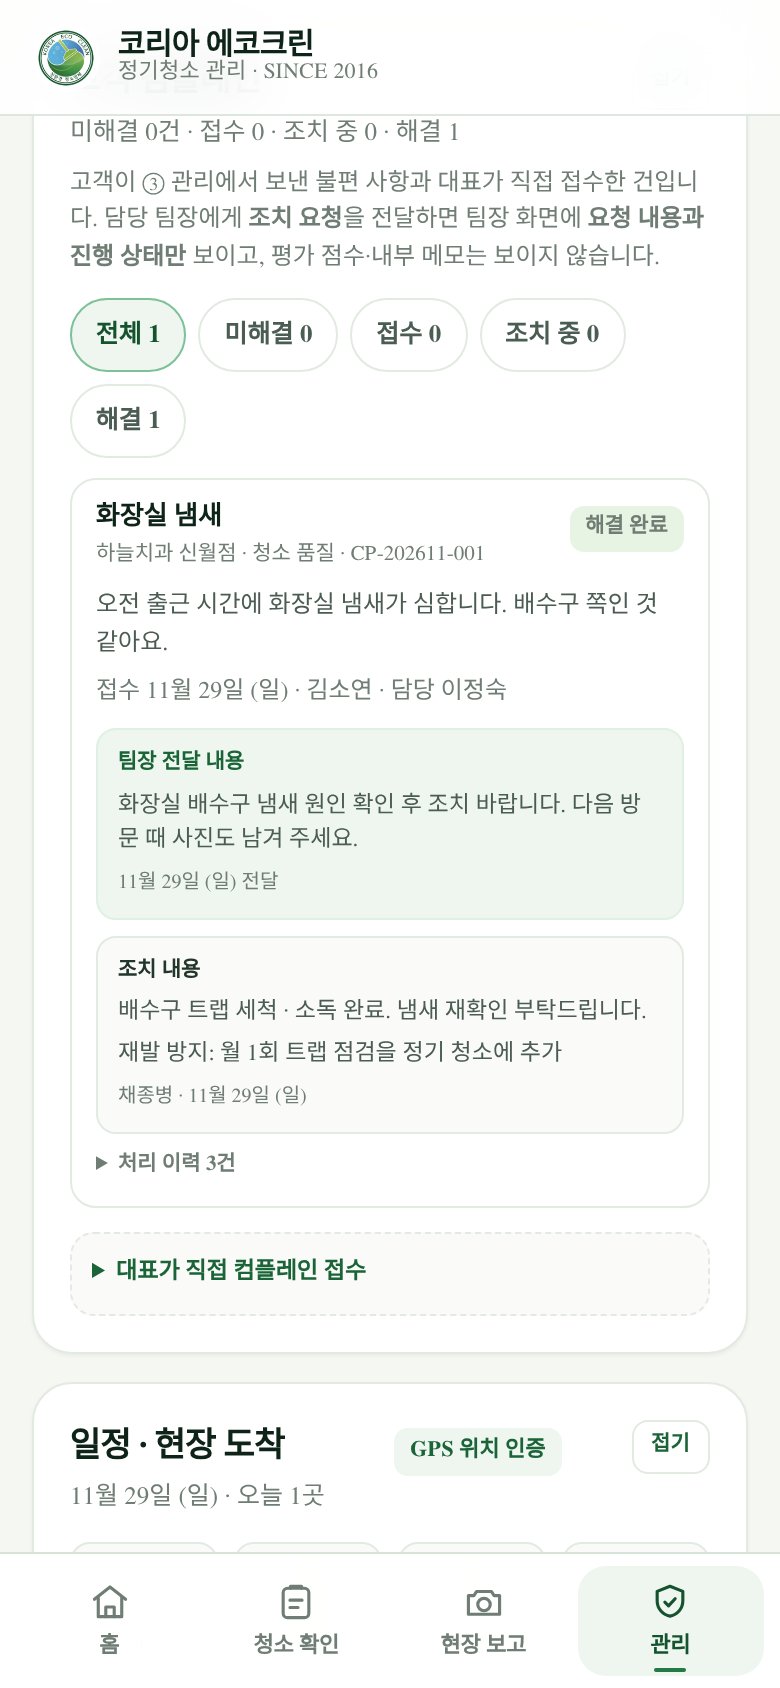 코리아 에코크린
정기청소 관리 · SINCE 2016
미해결 0건 · 접수 0 · 조치 중 0 · 해결 1
고객이 ③ 관리에서 보낸 불편 사항과 대표가 직접 접수한 건입니
다. 담당 팀장에게 조치 요청을 전달하면 팀장 화면에 요청 내용과
진행 상태만 보이고, 평가 점수·내부 메모는 보이지 않습니다.
전체 1
미해결 0
접수 0
조치 중 0
해결 1
화장실 냄새
해결 완료
하늘치과 신월점 · 청소 품질 · CP-202611-001
오전 출근 시간에 화장실 냄새가 심합니다. 배수구 쪽인 것
같아요.
접수 11월 29일 (일) · 김소연 · 담당 이정숙
팀장 전달 내용
화장실 배수구 냄새 원인 확인 후 조치 바랍니다. 다음 방
문 때 사진도 남겨 주세요.
11월 29일 (일) 전달
조치 내용
배수구 트랩 세척 · 소독 완료. 냄새 재확인 부탁드립니다.
재발 방지: 월 1회 트랩 점검을 정기 청소에 추가
채종병 · 11월 29일 (일)
▶ 처리 이력 3건
▶ 대표가 직접 컴플레인 접수
일정 · 현장 도착
GPS 위치 인증
접기
11월 29일 (일) · 오늘 1곳
홈
청소 확인
현장 보고
관리